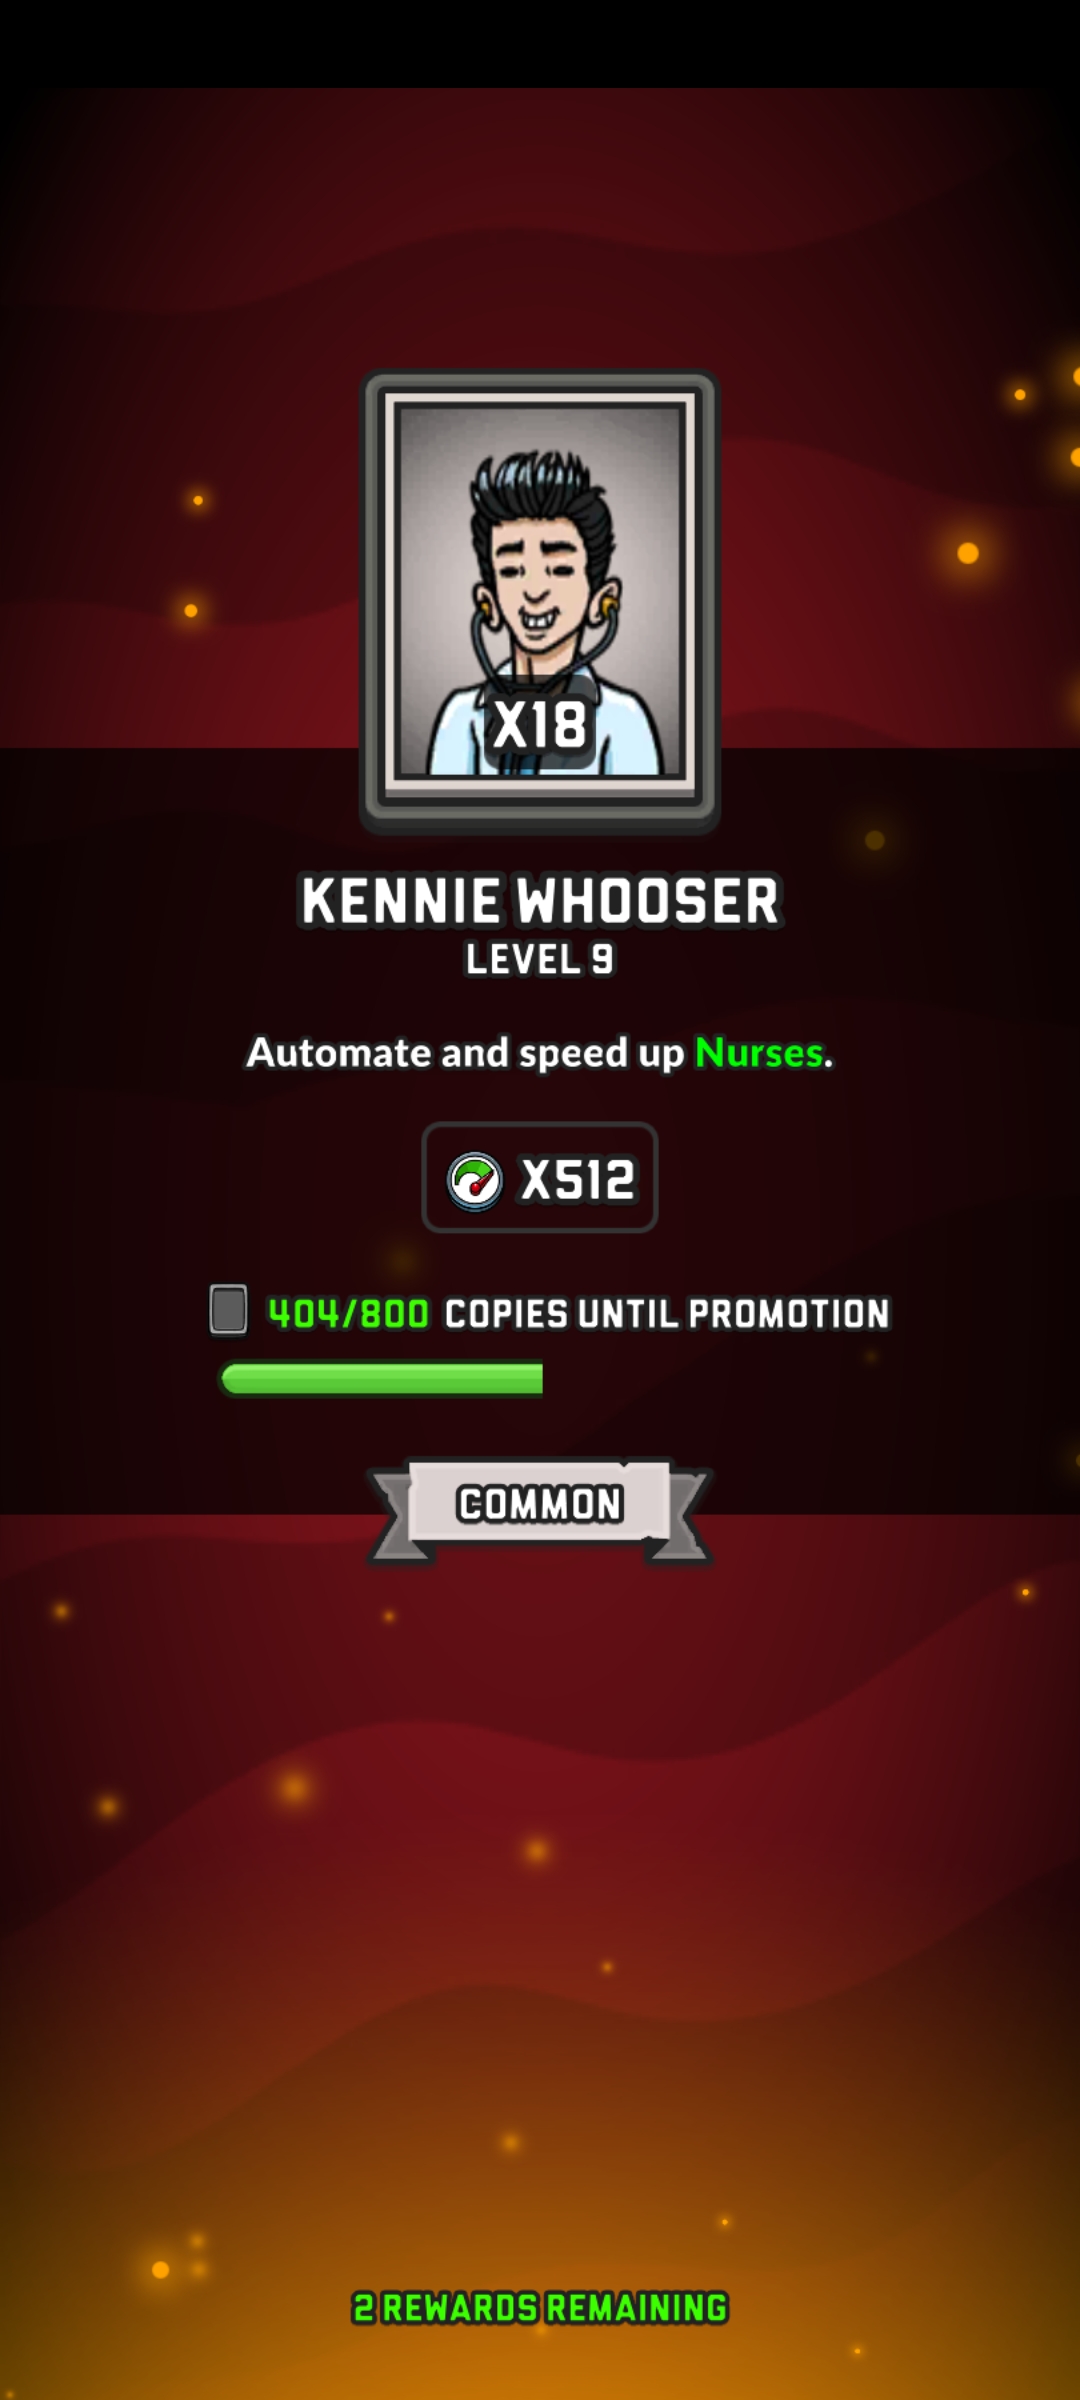 X18
KENNIE WHOOSER
LEVEL 9
Automate and speed up Nurses.
X512
404/800 COPIES UNTIL PROMOTION
COMMON
2 REWARDS REMAINING